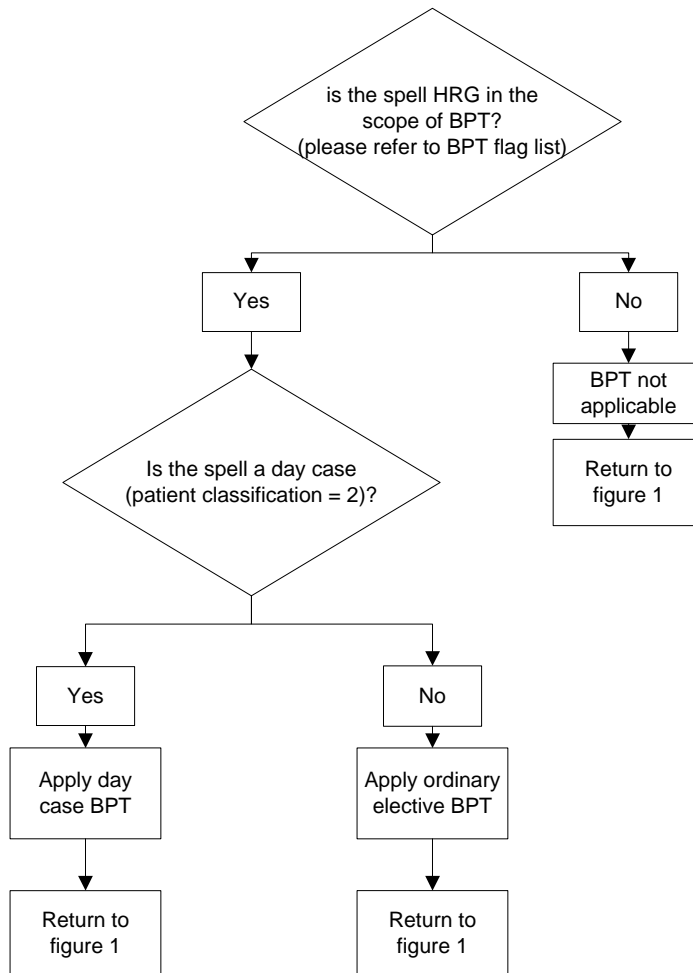 is the spell HRG in the
scope of BPT?
(please refer to BPT flag list)
Yes
No
BPT not
applicable
Return to
figure 1
Is the spell a day case
(patient classification = 2)?
Yes
No
Apply day
case BPT
Apply ordinary
elective BPT
Return to
figure 1
Return to
figure 1